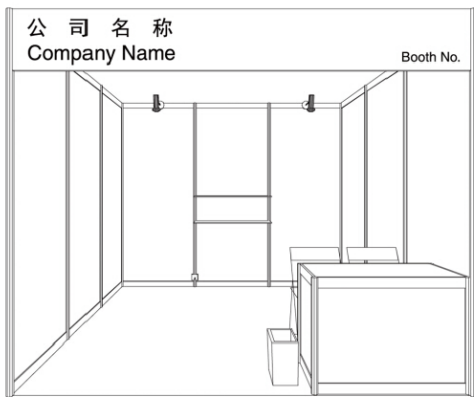 公司名称
Company Name
Booth No.